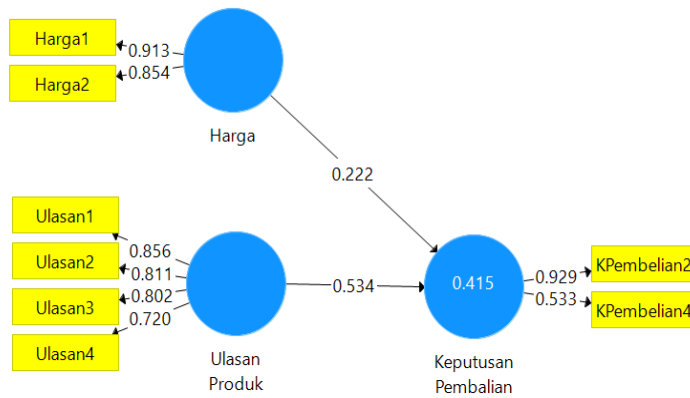 Harga1
0.913
Harga2
0.854
Harga
0.222
Ulasan1
0.856
Ulasan2
0.811
Ulasan3
0.802
Ulasan4
0.720
Ulasan
Produk
0.534
0.415
Keputusan
Pembalian
0.929
KPembelian2
0.533
KPembelian4